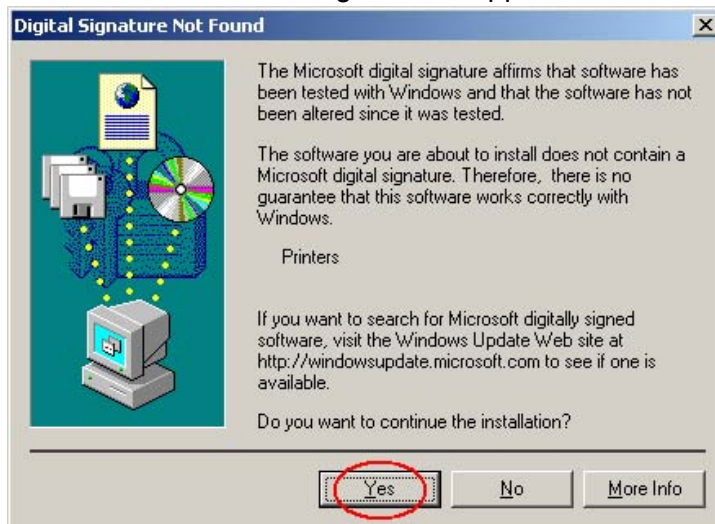 Digital Signature Not Found
The Microsoft digital signature affirms that software has
been tested with Windows and that the software has not
been altered since it was tested.
The software you are about to install does not contain a
Microsoft digital signature. Therefore, there is no
guarantee that this software works correctly with
Windows.
Printers
If you want to search for Microsoft digitally signed
software, visit the Windows Update Web site at
http://windowsupdate.microsoft.com to see if one is
available.
Do you want to continue the installation?
Yes No More Info